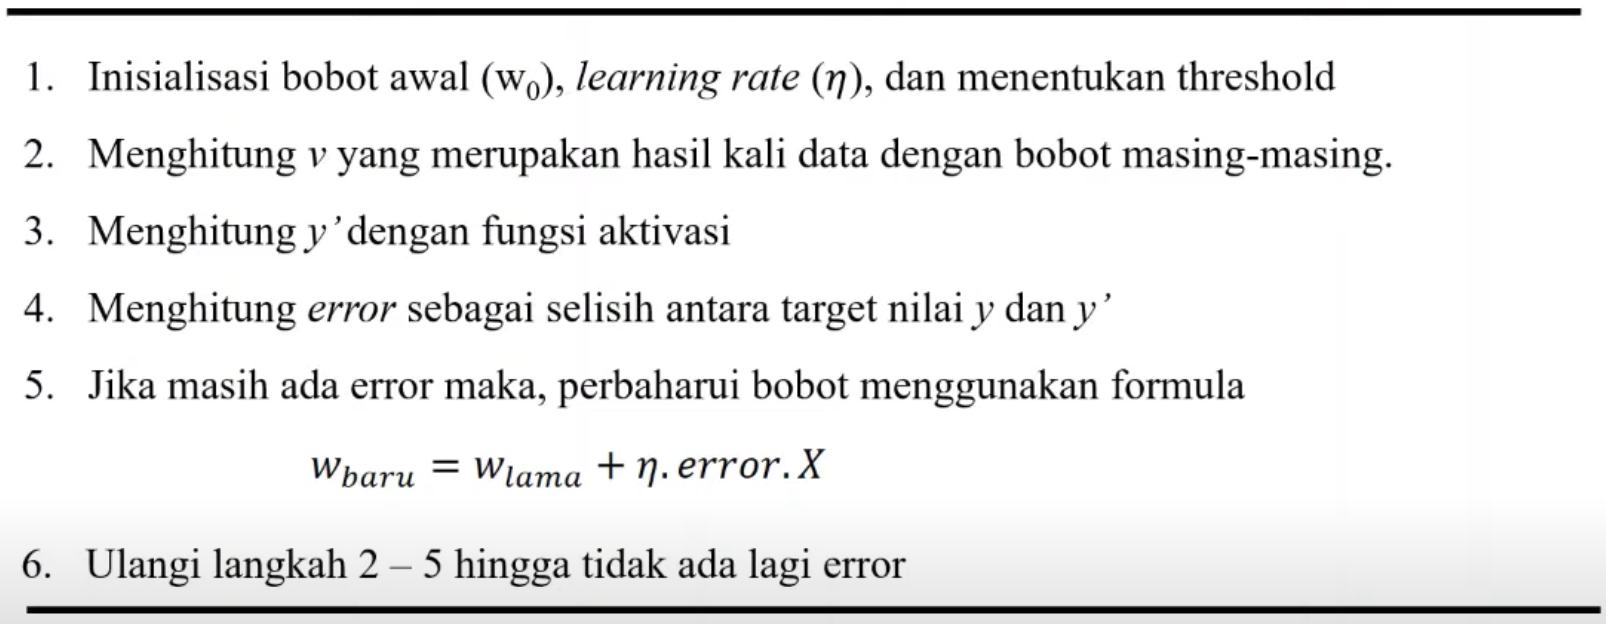 1. Inisialisasi bobot awal (w₀), learning rate (η), dan menentukan threshold
2. Menghitung v yang merupakan hasil kali data dengan bobot masing-masing.
3. Menghitung y’ dengan fungsi aktivasi
4. Menghitung error sebagai selisih antara target nilai y dan y’
5. Jika masih ada error maka, perbaharui bobot menggunakan formula
w_baru = w_lama + η. error. X
6. Ulangi langkah 2 – 5 hingga tidak ada lagi error